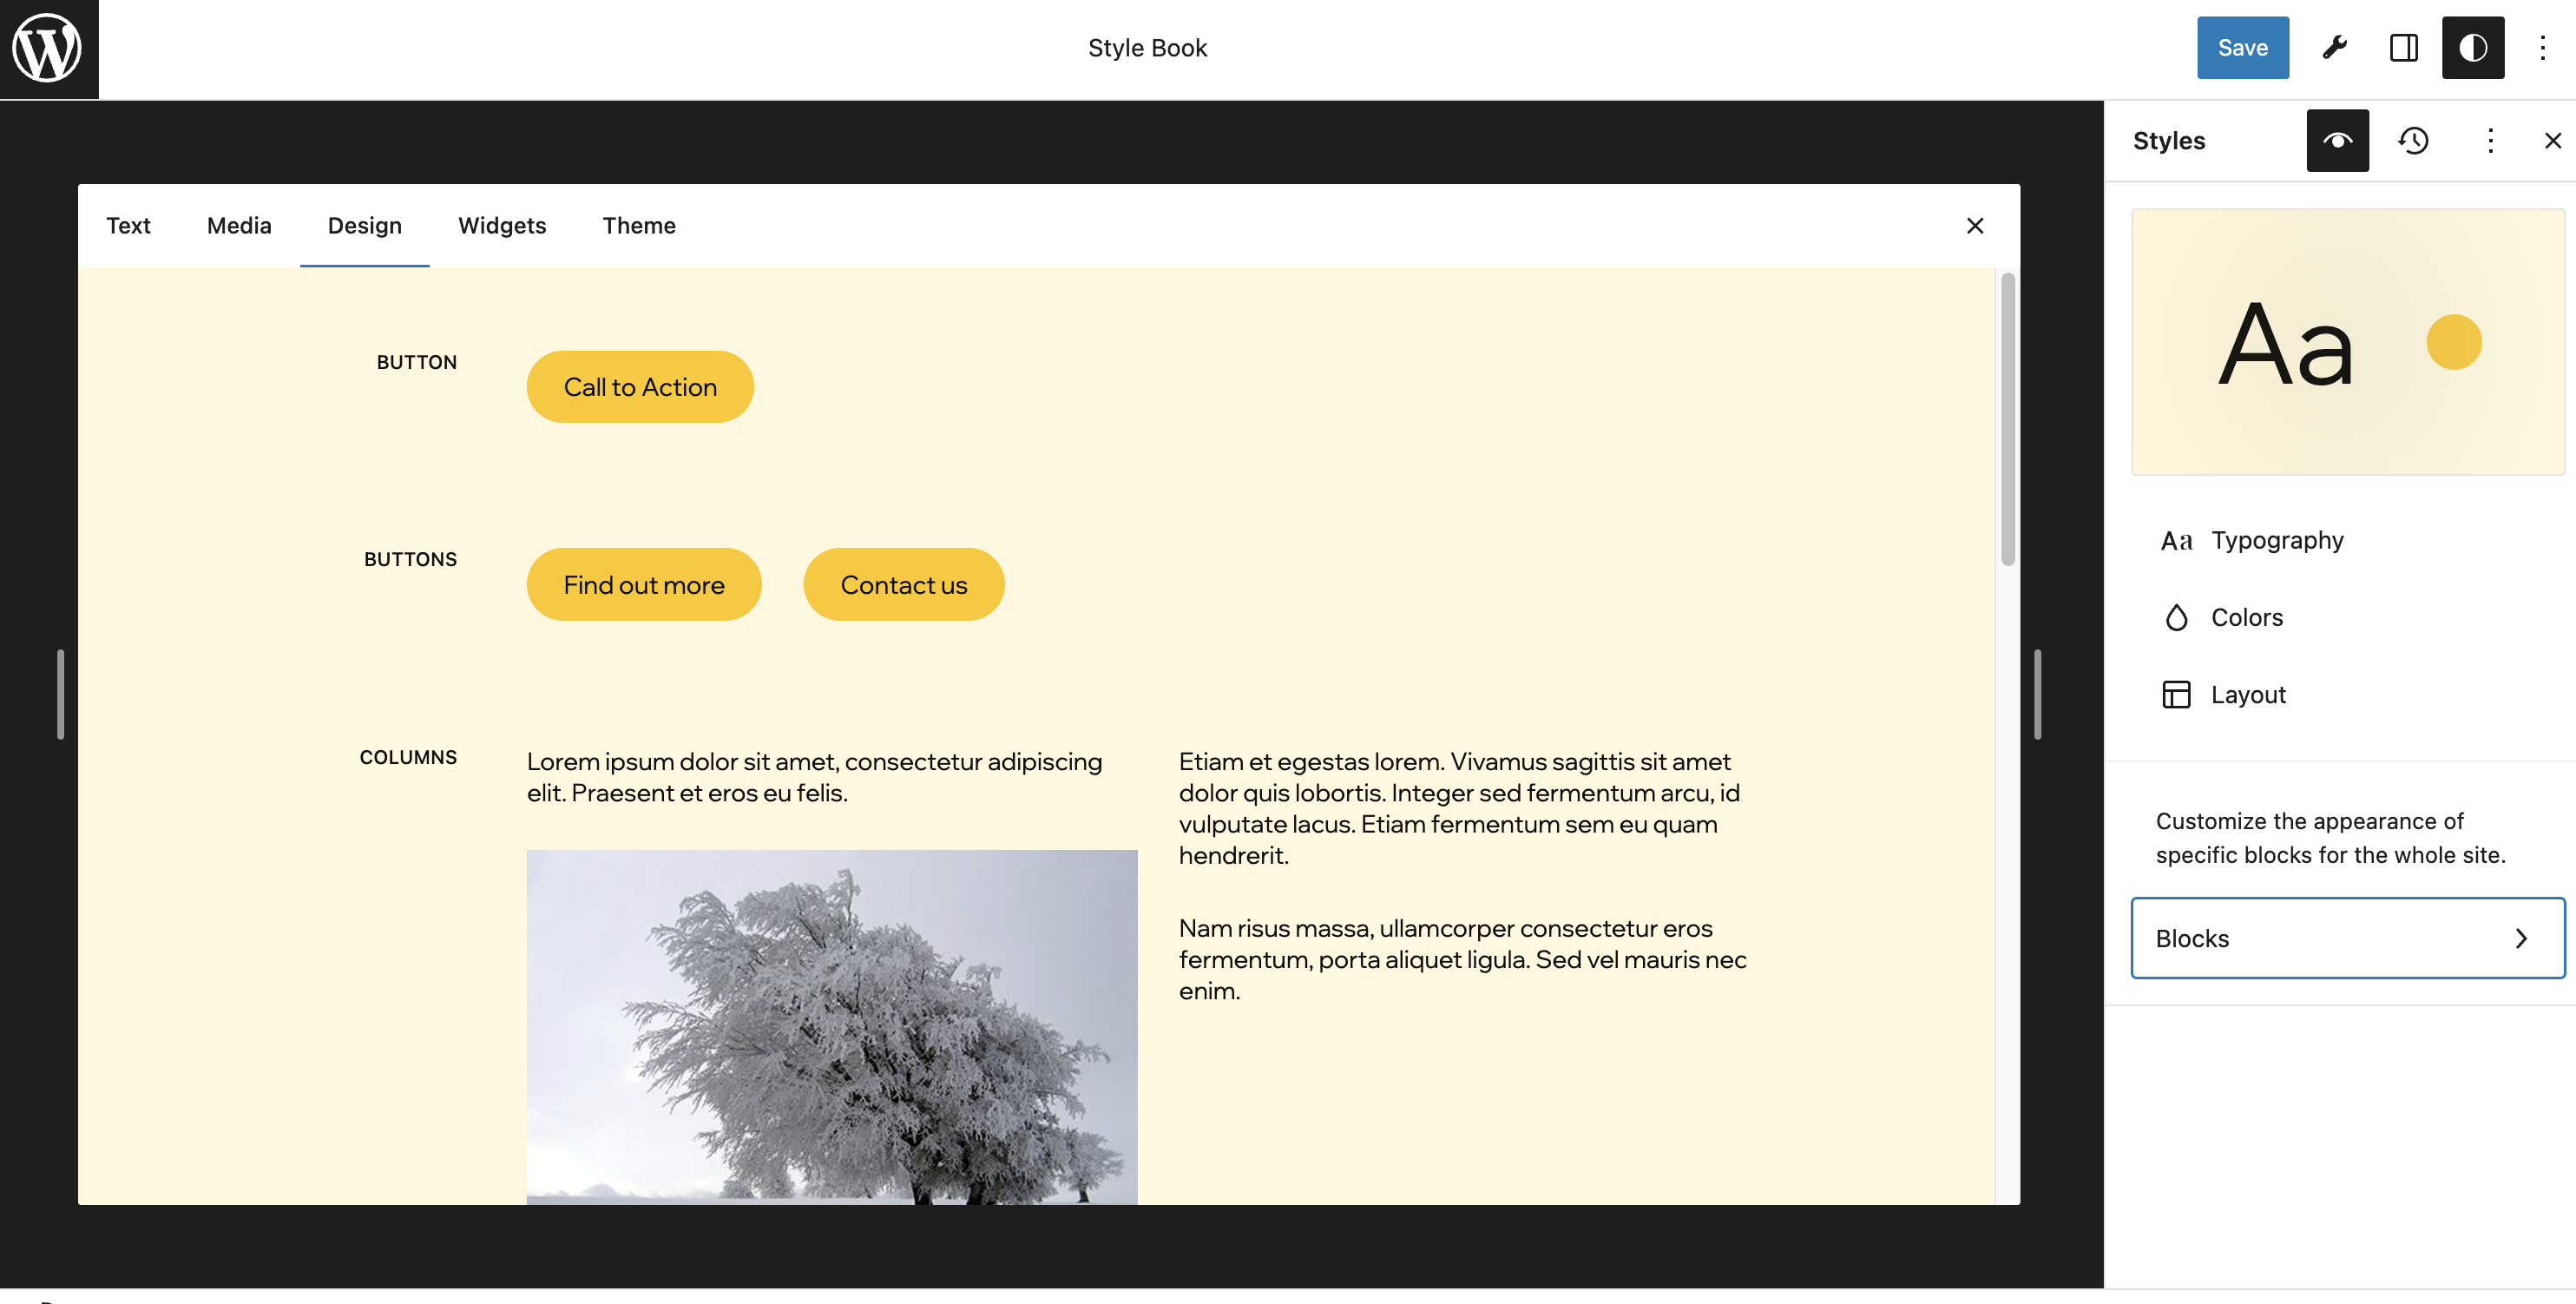 Style Book
Save
Styles
Text Media Design Widgets Theme
BUTTON
Call to Action
BUTTONS
Find out more Contact us
COLUMNS
Lorem ipsum dolor sit amet, consectetur adipiscing
elit. Praesent et eros eu felis.
Etiam et egestas lorem. Vivamus sagittis sit amet
dolor quis lobortis. Integer sed fermentum arcu, id
vulputate lacus. Etiam fermentum sem eu quam
hendrerit.
Nam risus massa, ullamcorper consectetur eros
fermentum, porta aliquet ligula. Sed vel mauris nec
enim.
Aa
Aa Typography
Colors
Layout
Customize the appearance of
specific blocks for the whole site.
Blocks